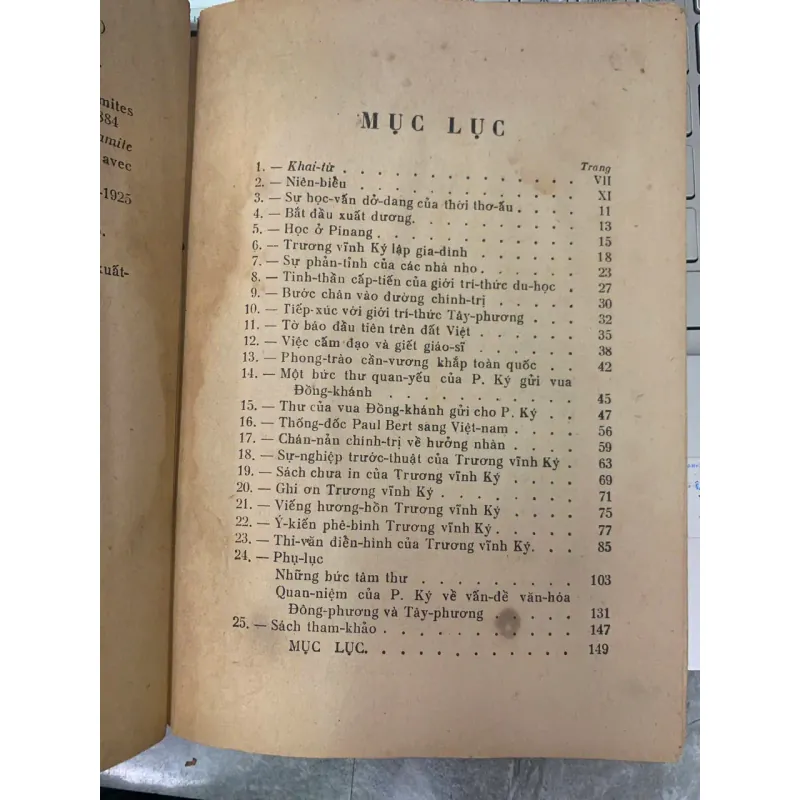 )
mites
384
amite
avec
-1925
xuất-
MỤC LỤC
Trang
1. — Khai-từ . . . . . . . . . . . . . VII
2. — Niên-biểu . . . . . . . . . . . . XI
3. — Sự học-vấn dở-dang của thời thơ-ấu . . . . 11
4. — Bắt đầu xuất dương. . . . . . . . . . 13
5. — Học ở Pinang . . . . . . . . . . . 15
6. — Trương vĩnh Ký lập gia-đình . . . . . . 18
7. — Sự phản-tỉnh của các nhà nho . . . . . . 23
8. — Tinh-thần cấp-tiến của giới trí-thức du-học . 27
9. — Bước chân vào đường chính-trị . . . . . 30
10. — Tiếp-xúc với giới trí-thức Tây-phương . . . 32
11. — Tờ báo đầu tiên trên đất Việt . . . . . . 35
12. — Việc cấm đạo và giết giáo-sĩ . . . . . . 38
13. — Phong-trào cần-vương khắp toàn quốc . . 42
14. — Một bức thư quan-yếu của P. Ký gửi vua
Đồng-khánh . . . . . . . . . . 45
15. — Thư của vua Đồng-khánh gửi cho P. Ký . . 47
16. — Thống-đốc Paul Bert sang Việt-nam . . . . 56
17. — Chán-nản chính-trị về hưởng nhàn . . . . 59
18. — Sự-nghiệp trước-thuật của Trương vĩnh Ký . 63
19. — Sách chưa in của Trương vĩnh Ký . . . . 69
20. — Ghi ơn Trương vĩnh Ký . . . . . . . . 71
21. — Viếng hương-hồn Trương vĩnh Ký . . . . 75
22. — Ý-kiến phê-bình Trương vĩnh Ký . . . . . 77
23. — Thi-văn điển-hình của Trương vĩnh Ký. . . 85
24. — Phụ-lục
Những bức tâm thư . . . . . . . . 103
Quan-niệm của P. Ký về vấn-đề văn-hóa
Đông-phương và Tây-phương . . . . . 131
25. — Sách tham-khảo . . . . . . . . . . 147
MỤC LỤC. . . . . . . . . . . 149